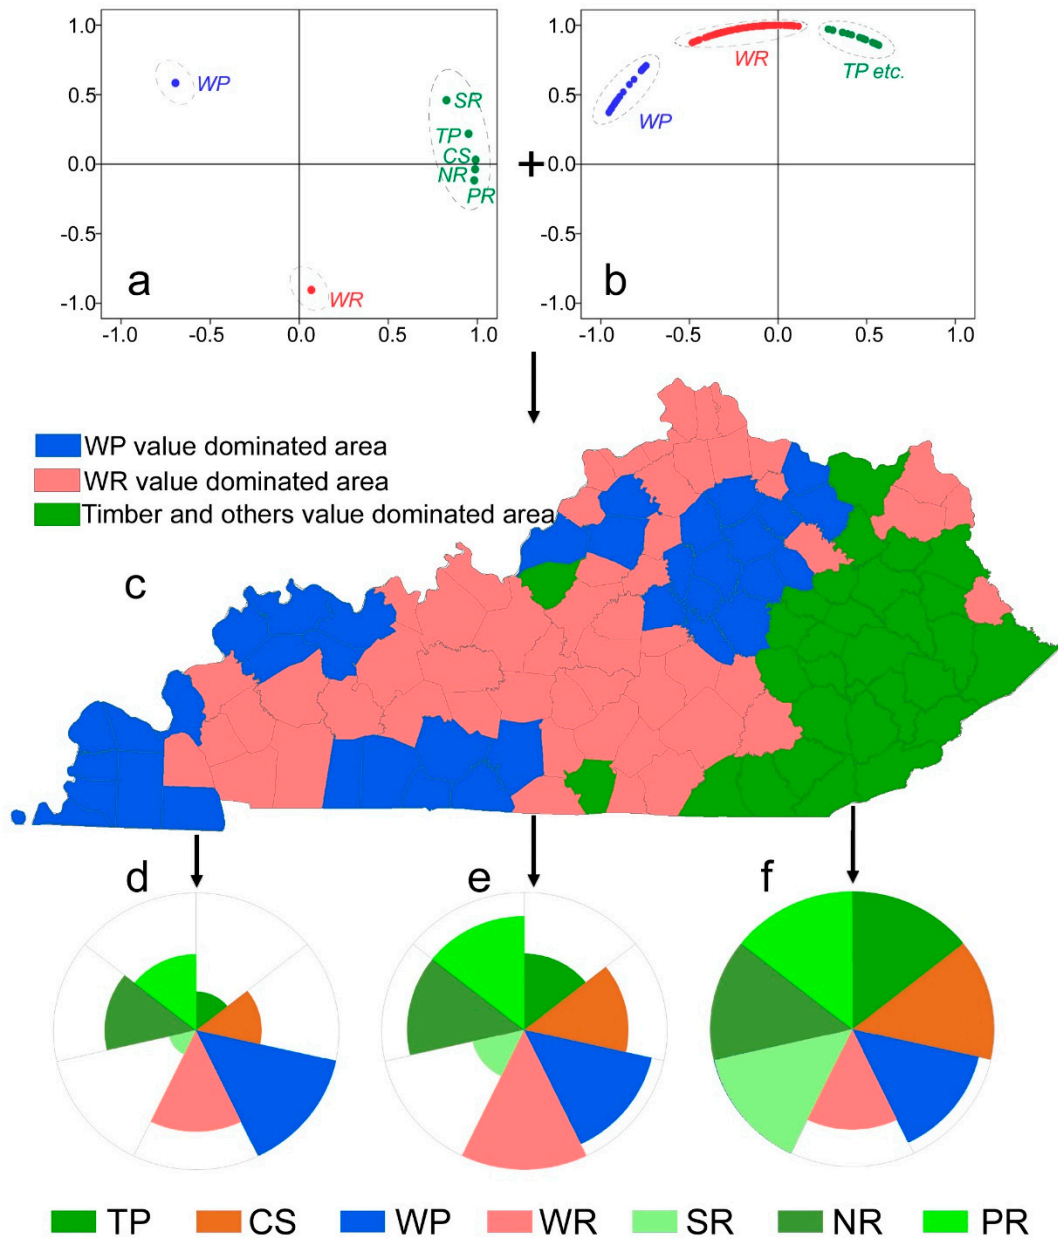 1.0
WP
0.5
SR
TP
CS
NR
PR
0.0
-0.5
a
WR
-1.0
-1.0 -0.5 0.0 0.5 1.0
+
1.0
WR
TP etc.
0.5
WP
0.0
-0.5
b
-1.0
-1.0 -0.5 0.0 0.5 1.0
WP value dominated area
WR value dominated area
Timber and others value dominated area
c
d e f
TP CS WP WR SR NR PR